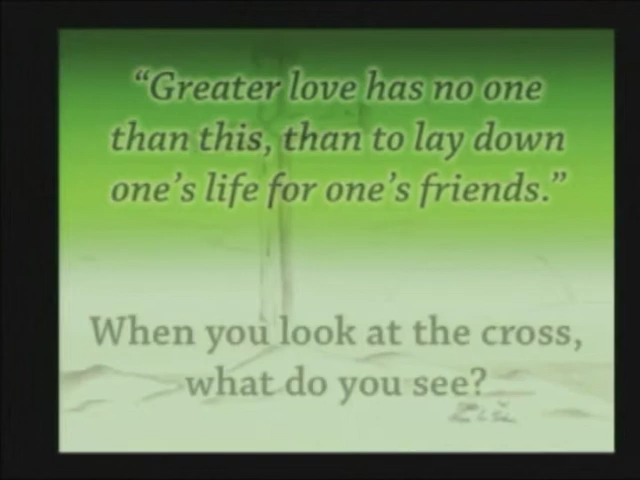 “Greater love has no one
than this, than to lay down
one’s life for one’s friends.”
When you look at the cross,
what do you see?